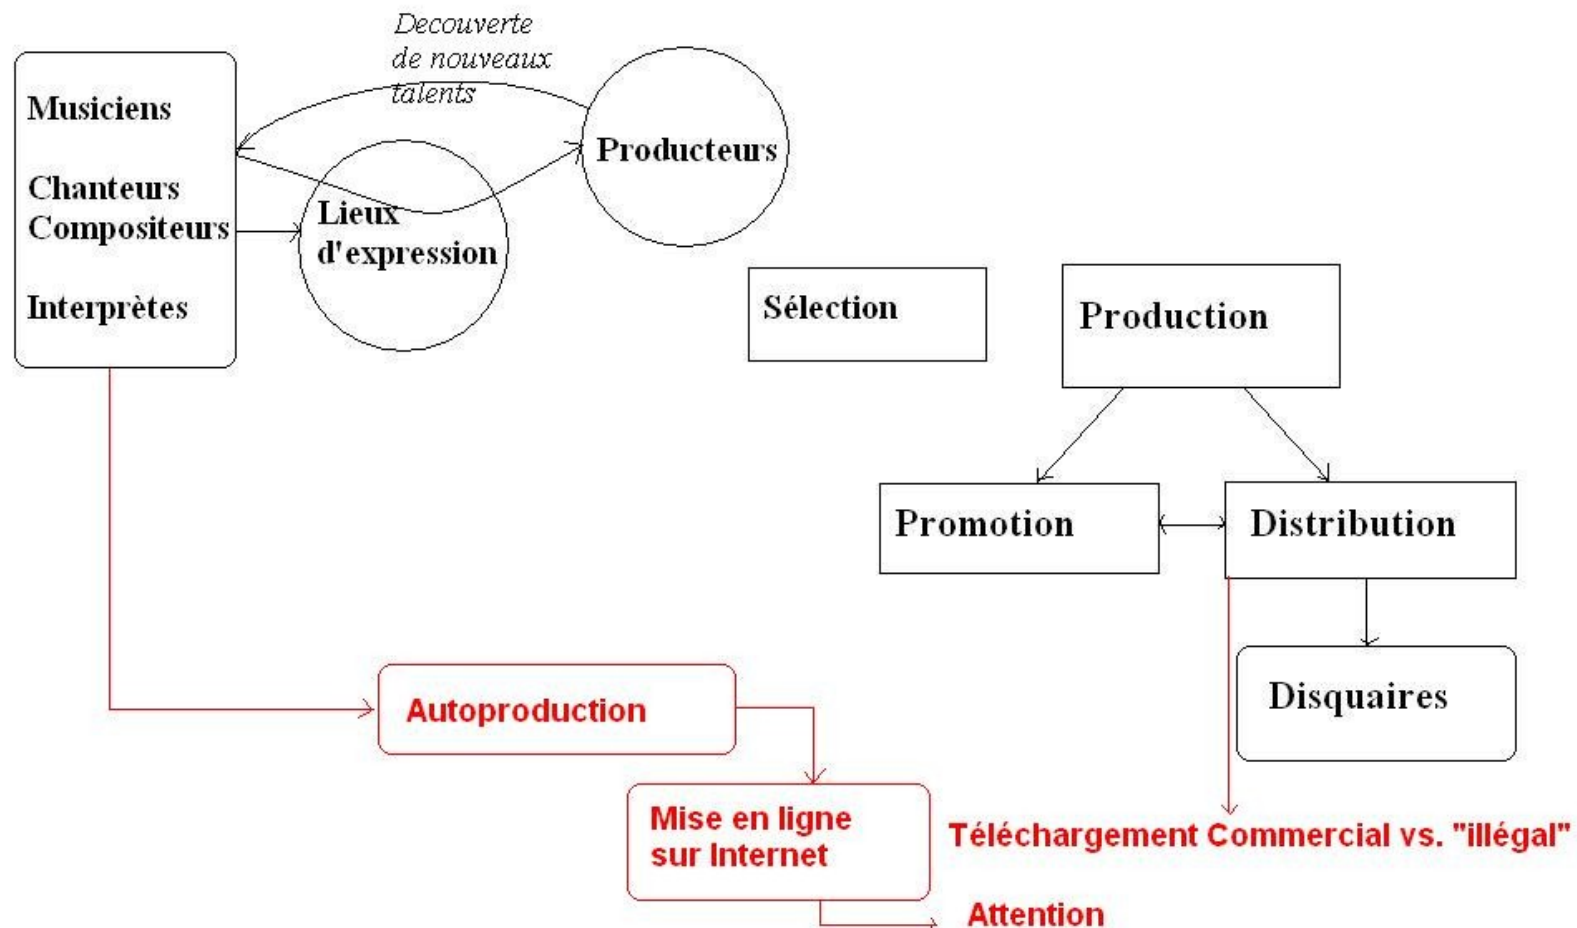 Decouverte
de nouveaux
talents
Musiciens
Chanteurs
Compositeurs
Interprètes
Lieux
d'expression
Producteurs
Sélection
Production
Promotion
Distribution
Disquaires
Autoproduction
Mise en ligne
sur Internet
Téléchargement Commercial vs. "illégal"
Attention